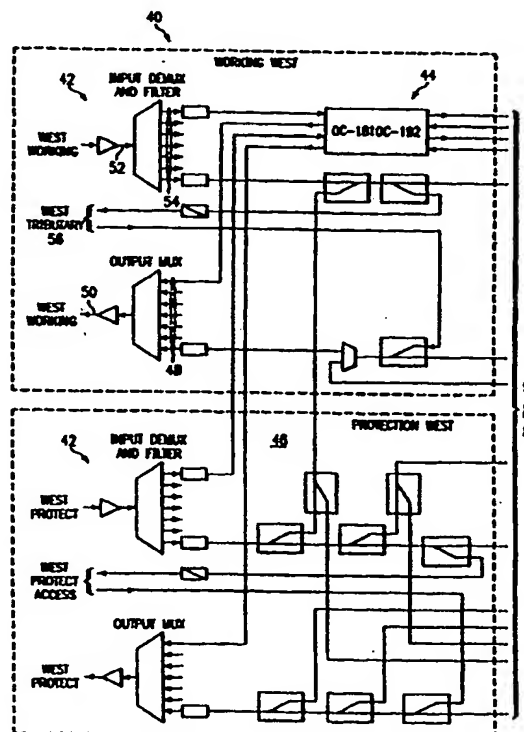 40
WORKING WEST
42
INPUT DEMUX
AND FILTER
44
WEST
WORKING
52
54
OC-181OC-192
WEST
TRIBUTARY
56
OUTPUT MUX
50
WEST
WORKING
48
42
INPUT DEMUX
AND FILTER
46
PROTECTION WEST
WEST
PROTECT
WEST
PROTECT
ACCESS
OUTPUT MUX
WEST
PROTECT